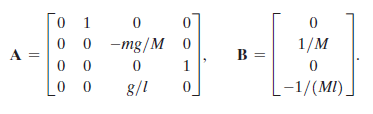 A = [0 1 0 0
0 0 -mg/M 0
0 0 0 1
0 0 g/l 0],
B = [0
1/M
0
-1/(Ml)].